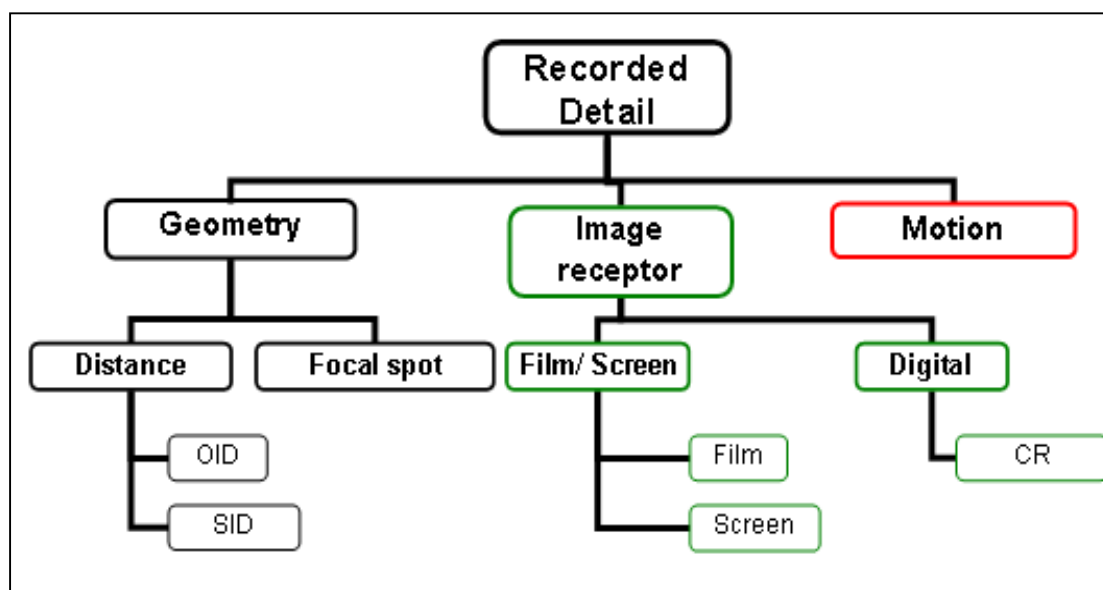 Recorded
Detail
Geometry
Image
receptor
Motion
Distance
Focal spot
Film/ Screen
Digital
OID
Film
CR
SID
Screen